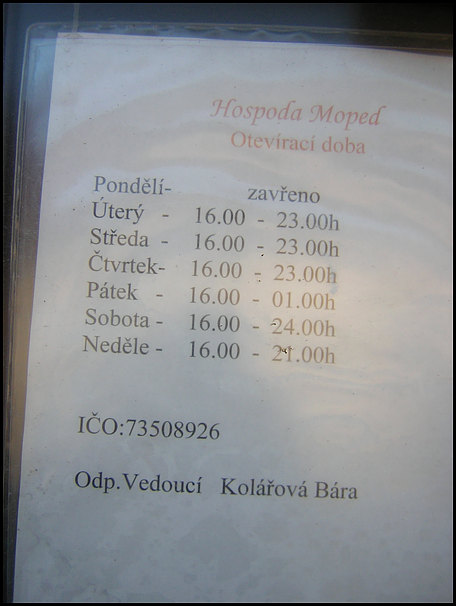 Hospoda Moped
Otevírací doba
Pondělí- zavřeno
Úterý - 16.00 - 23.00h
Středa - 16.00 - 23.00h
Čtvrtek- 16.00 - 23.00h
Pátek - 16.00 - 01.00h
Sobota - 16.00 - 24.00h
Neděle - 16.00 - 21.00h
IČO:73508926
Odp.Vedoucí Kolářová Bára